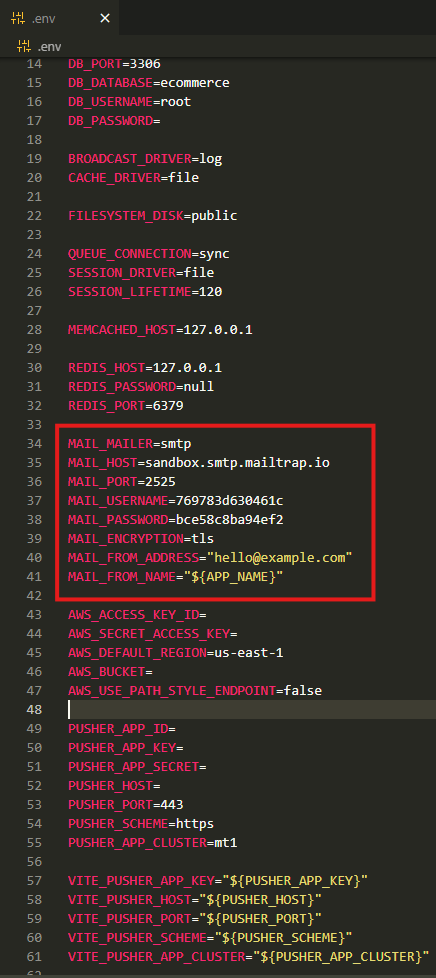 .env
.env
14 DB_PORT=3306
15 DB_DATABASE=ecommerce
16 DB_USERNAME=root
17 DB_PASSWORD=
18
19 BROADCAST_DRIVER=log
20 CACHE_DRIVER=file
21
22 FILESYSTEM_DISK=public
23
24 QUEUE_CONNECTION=sync
25 SESSION_DRIVER=file
26 SESSION_LIFETIME=120
27
28 MEMCACHED_HOST=127.0.0.1
29
30 REDIS_HOST=127.0.0.1
31 REDIS_PASSWORD=null
32 REDIS_PORT=6379
33
34 MAIL_MAILER=smtp
35 MAIL_HOST=sandbox.smtp.mailtrap.io
36 MAIL_PORT=2525
37 MAIL_USERNAME=769783d630461c
38 MAIL_PASSWORD=bce58c8ba94ef2
39 MAIL_ENCRYPTION=tls
40 MAIL_FROM_ADDRESS="hello@example.com"
41 MAIL_FROM_NAME="${APP_NAME}"
42
43 AWS_ACCESS_KEY_ID=
44 AWS_SECRET_ACCESS_KEY=
45 AWS_DEFAULT_REGION=us-east-1
46 AWS_BUCKET=
47 AWS_USE_PATH_STYLE_ENDPOINT=false
48
49 PUSHER_APP_ID=
50 PUSHER_APP_KEY=
51 PUSHER_APP_SECRET=
52 PUSHER_HOST=
53 PUSHER_PORT=443
54 PUSHER_SCHEME=https
55 PUSHER_APP_CLUSTER=mt1
56
57 VITE_PUSHER_APP_KEY="${PUSHER_APP_KEY}"
58 VITE_PUSHER_HOST="${PUSHER_HOST}"
59 VITE_PUSHER_PORT="${PUSHER_PORT}"
60 VITE_PUSHER_SCHEME="${PUSHER_SCHEME}"
61 VITE_PUSHER_APP_CLUSTER="${PUSHER_APP_CLUSTER}"